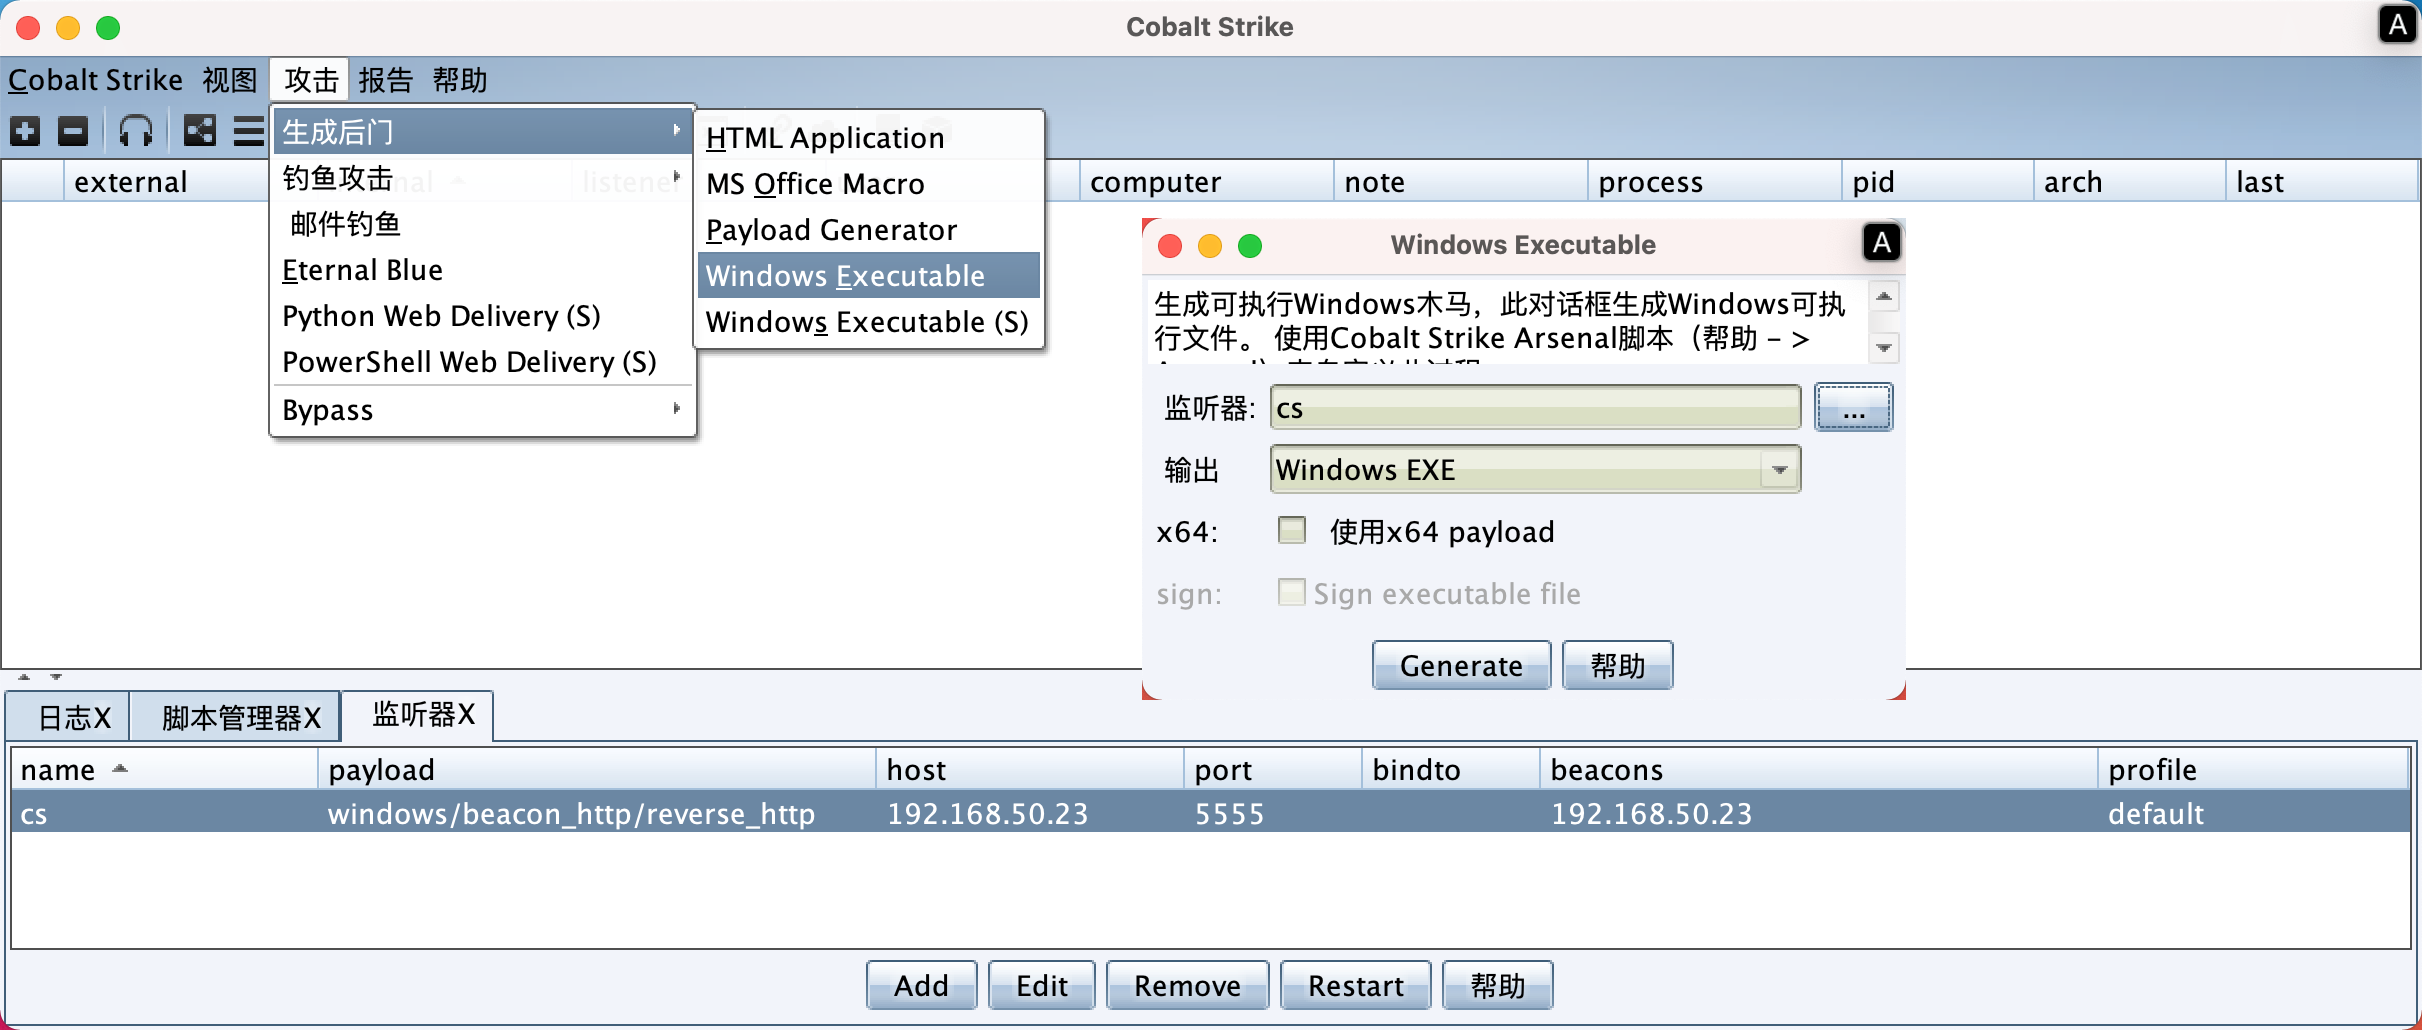 Cobalt Strike
A
Cobalt Strike 视图 攻击 报告 帮助
生成后门
钓鱼攻击
邮件钓鱼
Eternal Blue
Python Web Delivery (S)
PowerShell Web Delivery (S)
Bypass
HTML Application
MS Office Macro
Payload Generator
Windows Executable
Windows Executable (S)
external listener computer note process pid arch last
Windows Executable
A
生成可执行Windows木马，此对话框生成Windows可执
行文件。 使用Cobalt Strike Arsenal脚本（帮助 - >
监听器: cs ...
输出 Windows EXE
x64: 使用x64 payload
sign: Sign executable file
Generate 帮助
日志X 脚本管理器X 监听器X
name payload host port bindto beacons profile
cs windows/beacon_http/reverse_http 192.168.50.23 5555 192.168.50.23 default
Add Edit Remove Restart 帮助